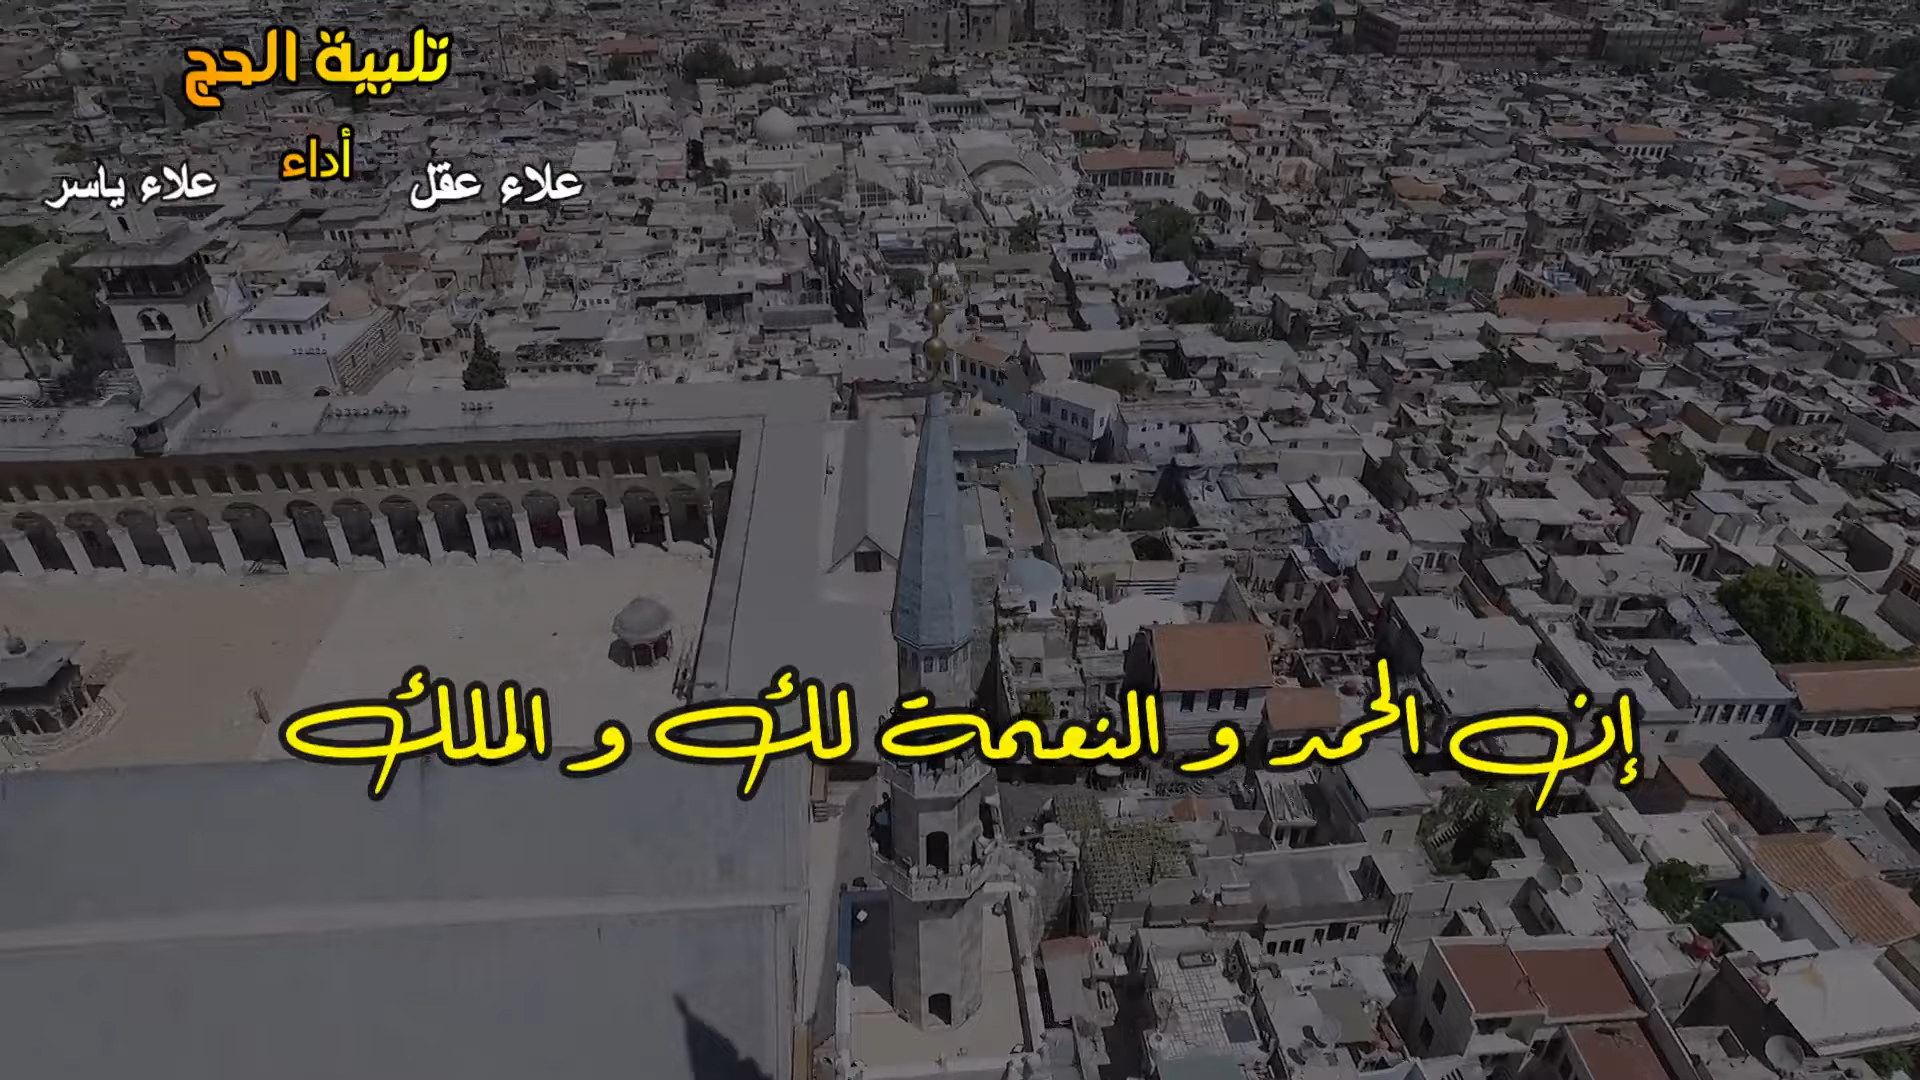 تلبية الحج
أداء
علاء عقل
علاء ياسر
إن الحمد و النعمة لك و الملك